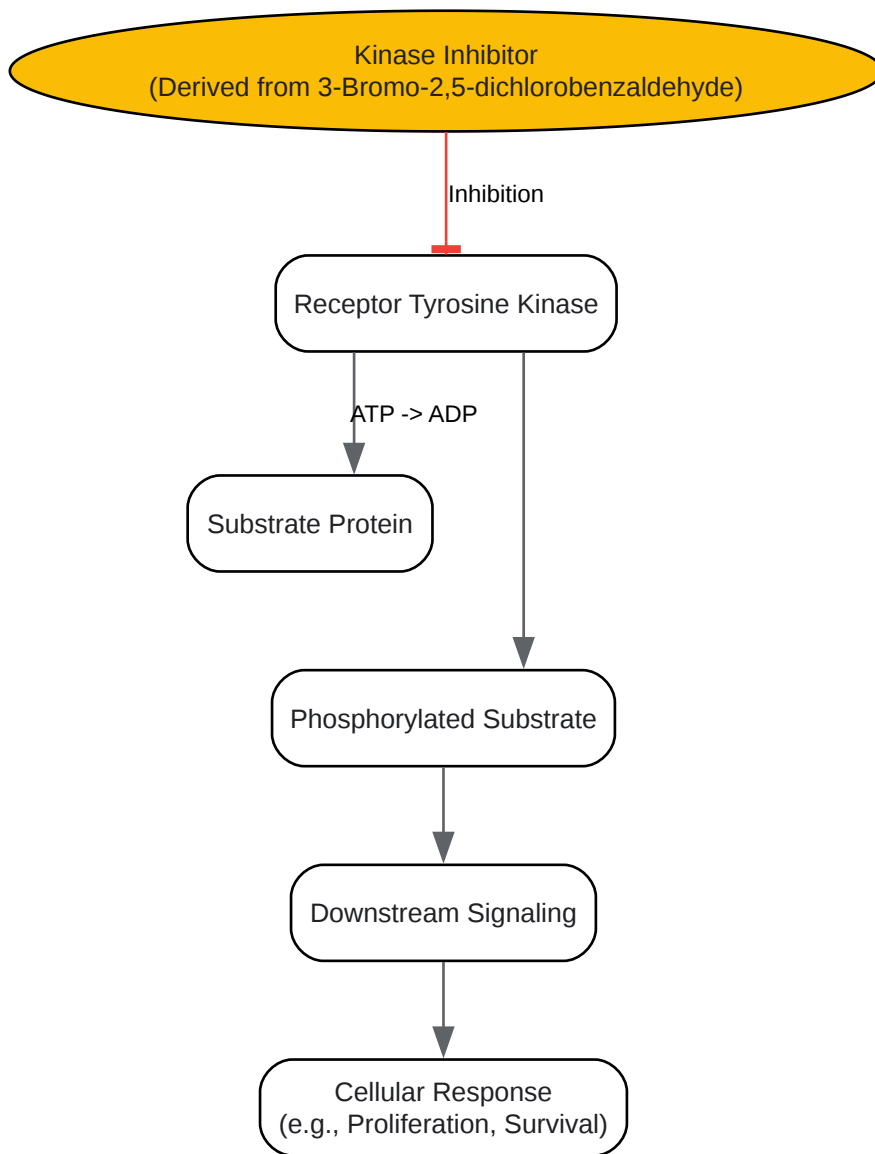 Kinase Inhibitor
(Derived from 3-Bromo-2,5-dichlorobenzaldehyde)
Inhibition
Receptor Tyrosine Kinase
ATP -> ADP
Substrate Protein
Phosphorylated Substrate
Downstream Signaling
Cellular Response
(e.g., Proliferation, Survival)